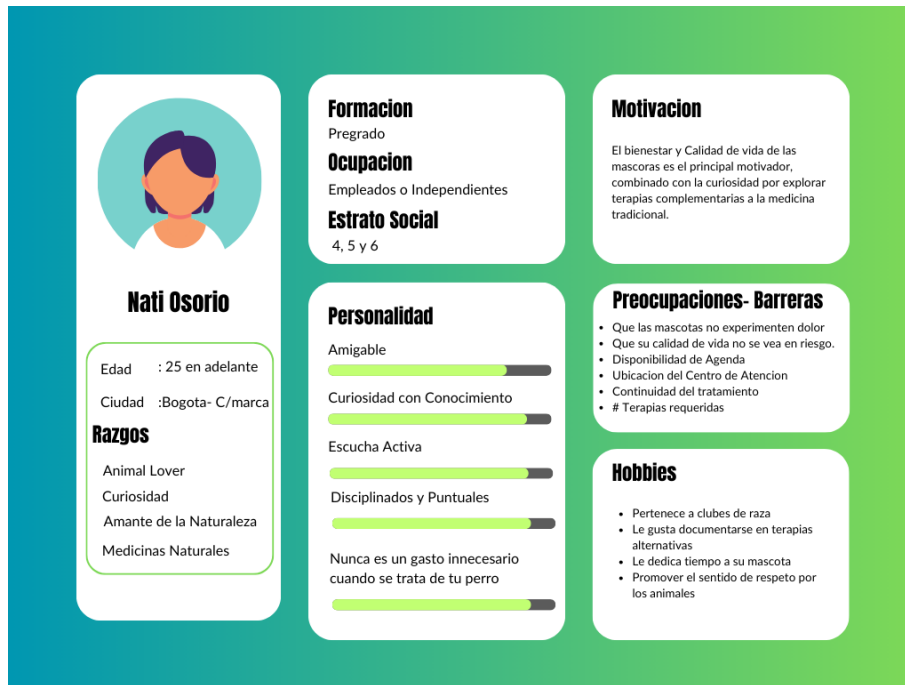 Nati Osorio
Edad : 25 en adelante
Ciudad :Bogota- C/marca
Razgos
Animal Lover
Curiosidad
Amante de la Naturaleza
Medicinas Naturales
Formacion
Pregrado
Ocupacion
Empleados o Independientes
Estrato Social
4, 5 y 6
Personalidad
Amigable
Curiosidad con Conocimiento
Escucha Activa
Disciplinados y Puntuales
Nunca es un gasto innecesario
cuando se trata de tu perro
Motivacion
El bienestar y Calidad de vida de las
mascoras es el principal motivador,
combinado con la curiosidad por explorar
terapias complementarias a la medicina
tradicional.
Preocupaciones- Barreras
• Que las mascotas no experimenten dolor
• Que su calidad de vida no se vea en riesgo.
• Disponibilidad de Agenda
• Ubicacion del Centro de Atencion
• Continuidad del tratamiento
• # Terapias requeridas
Hobbies
• Pertenece a clubes de raza
• Le gusta documentarse en terapias
alternativas
• Le dedica tiempo a su mascota
• Promover el sentido de respeto por
los animales